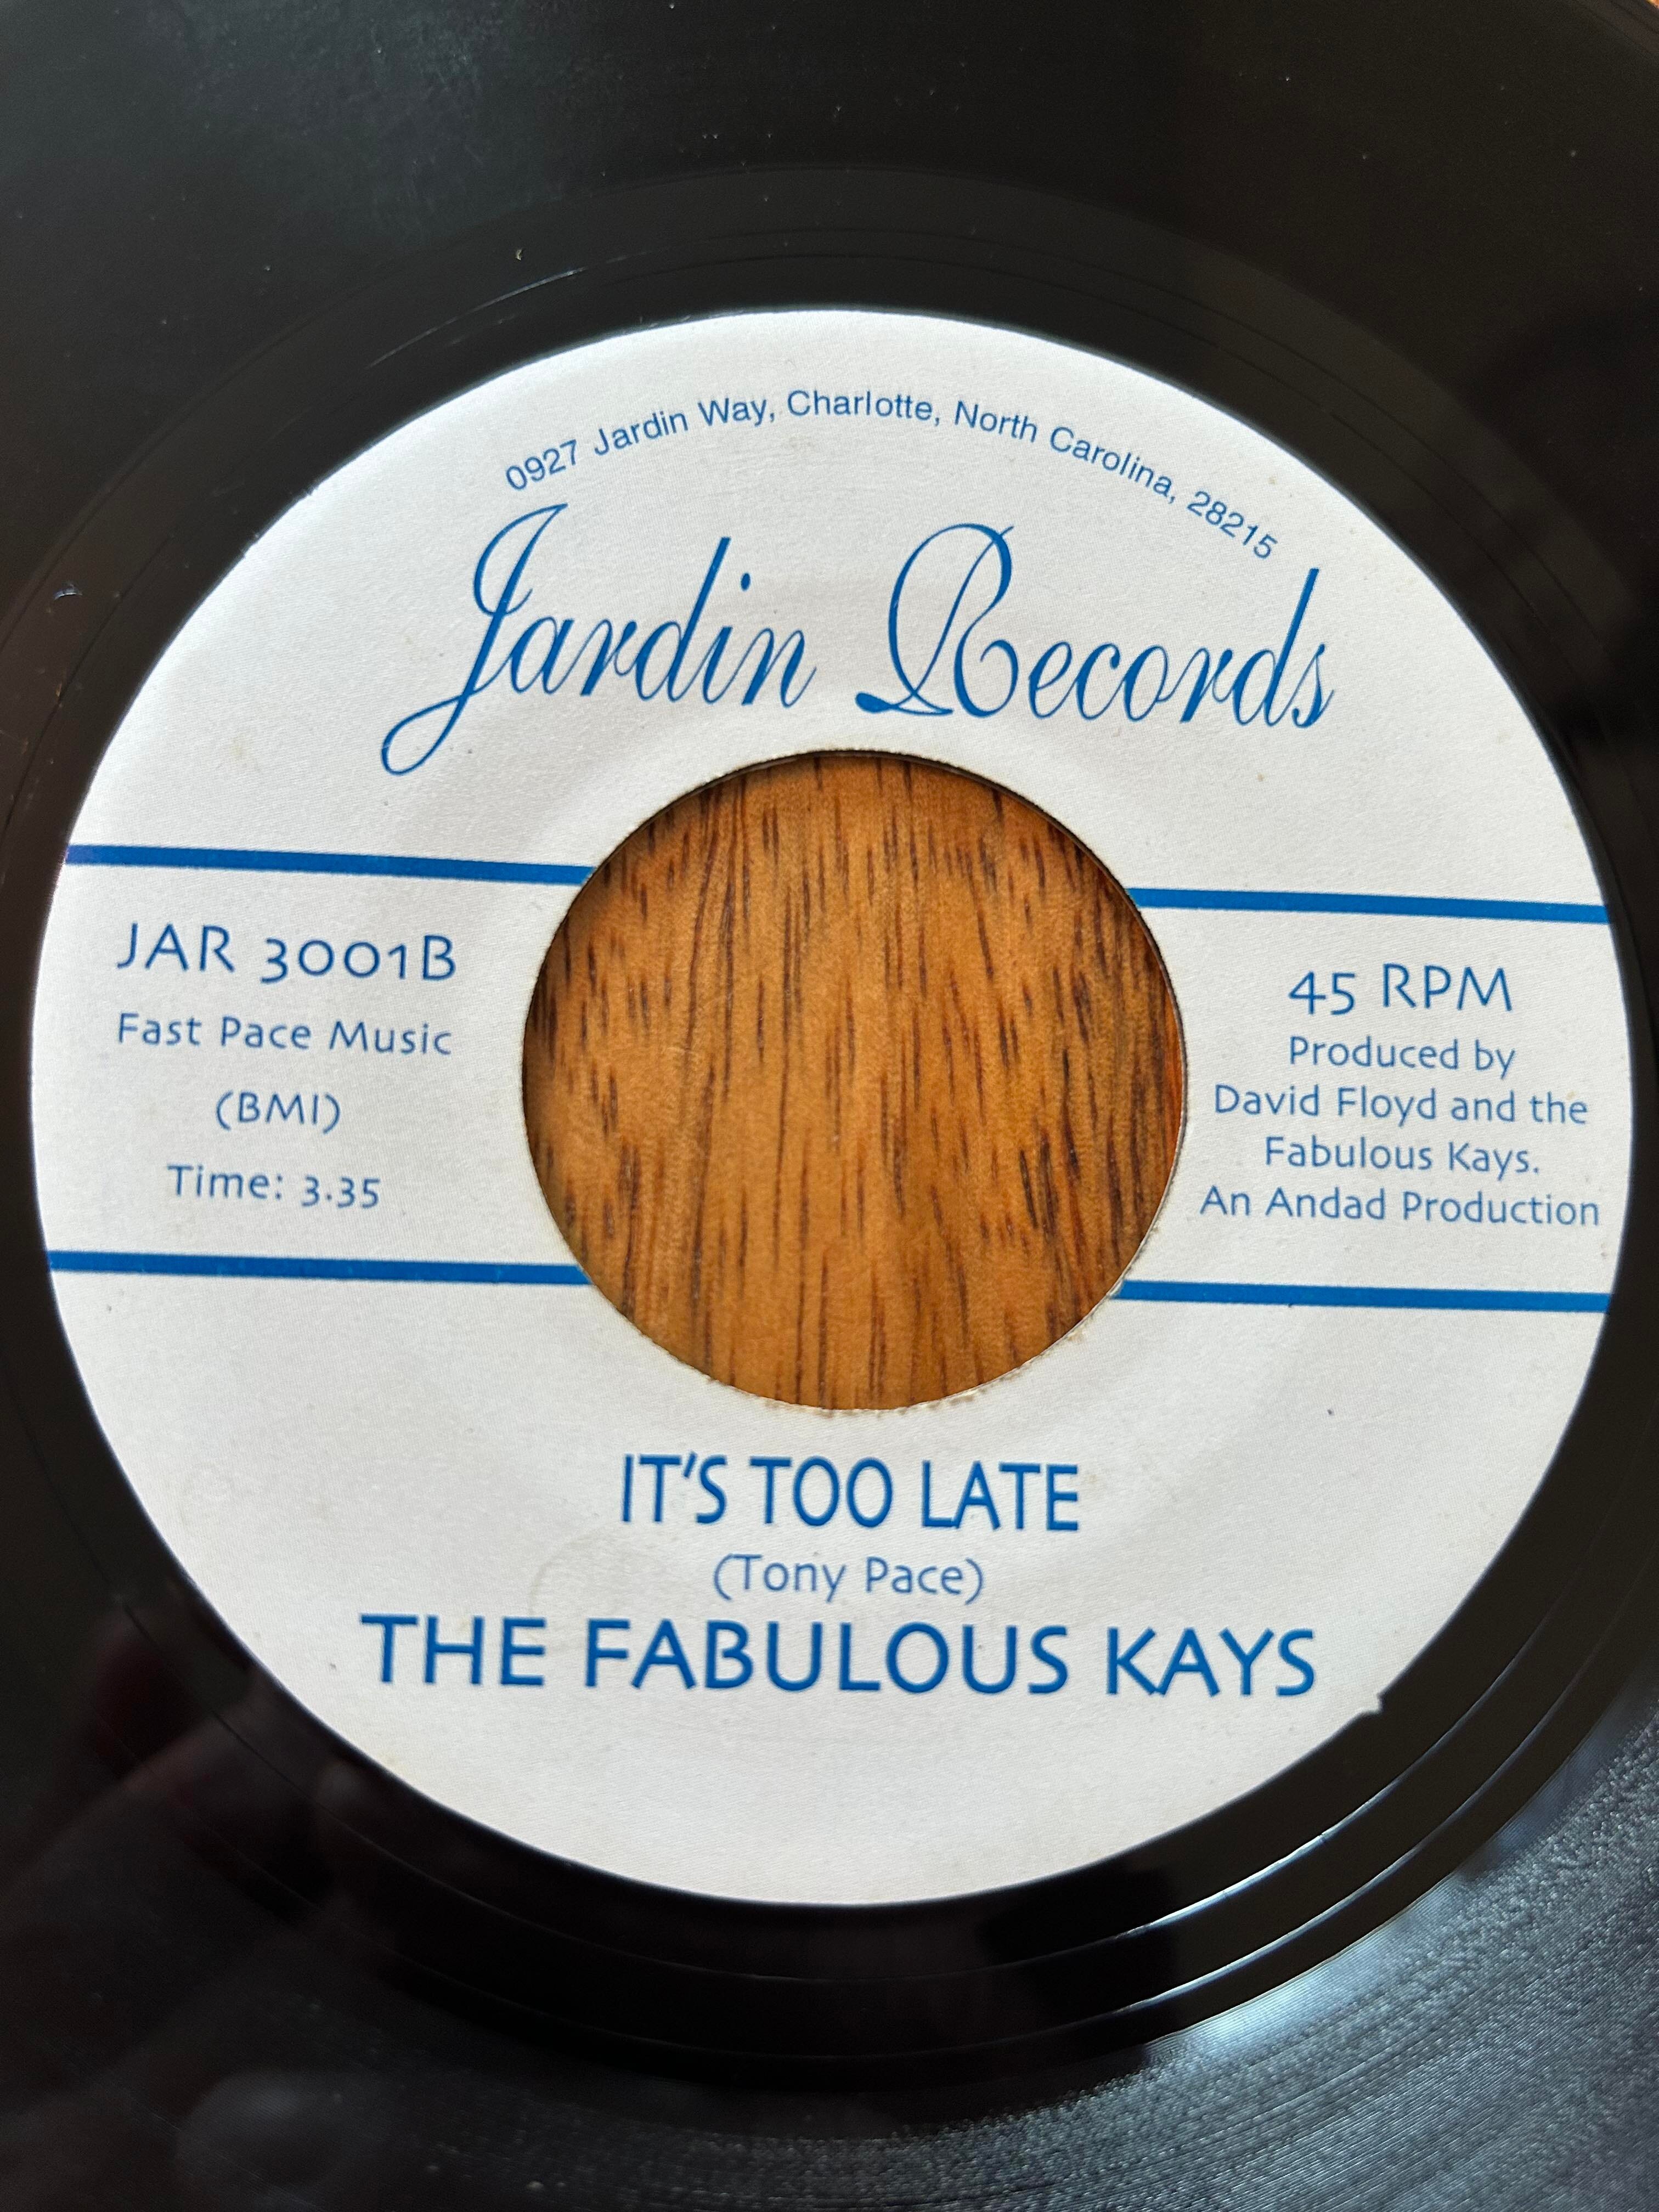 0927 Jardin Way, Charlotte, North Carolina, 28215
Jardin Records
JAR 3001B
Fast Pace Music
(BMI)
Time: 3.35
45 RPM
Produced by
David Floyd and the
Fabulous Kays.
An Andad Production
IT'S TOO LATE
(Tony Pace)
THE FABULOUS KAYS